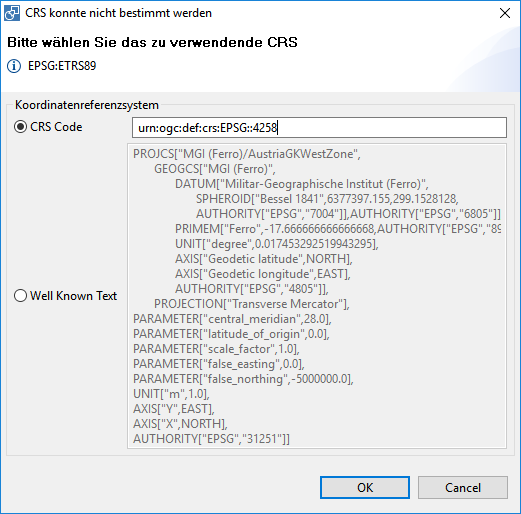 CRS konnte nicht bestimmt werden
Bitte wählen Sie das zu verwendende CRS
EPSG:ETRS89
Koordinatenreferenzsystem
CRS Code
urn:ogc:def:crs:EPSG::4258
PROJCS["MGI (Ferro)/AustriaGKWestZone",
GEOGCS["MGI (Ferro)",
DATUM["Militar-Geographische Institut (Ferro)",
SPHEROID["Bessel 1841",6377397.155,299.1528128,
AUTHORITY["EPSG","7004"]],AUTHORITY["EPSG","6805"]]
PRIMEM["Ferro",-17.666666666666668,AUTHORITY["EPSG","89
UNIT["degree",0.017453292519943295],
AXIS["Geodetic latitude",NORTH],
AXIS["Geodetic longitude",EAST],
AUTHORITY["EPSG","4805"]],
Well Known Text
PROJECTION["Transverse Mercator"],
PARAMETER["central_meridian",28.0],
PARAMETER["latitude_of_origin",0.0],
PARAMETER["scale_factor",1.0],
PARAMETER["false_easting",0.0],
PARAMETER["false_northing",-5000000.0],
UNIT["m",1.0],
AXIS["Y",EAST],
AXIS["X",NORTH],
AUTHORITY["EPSG","31251"]]
OK
Cancel